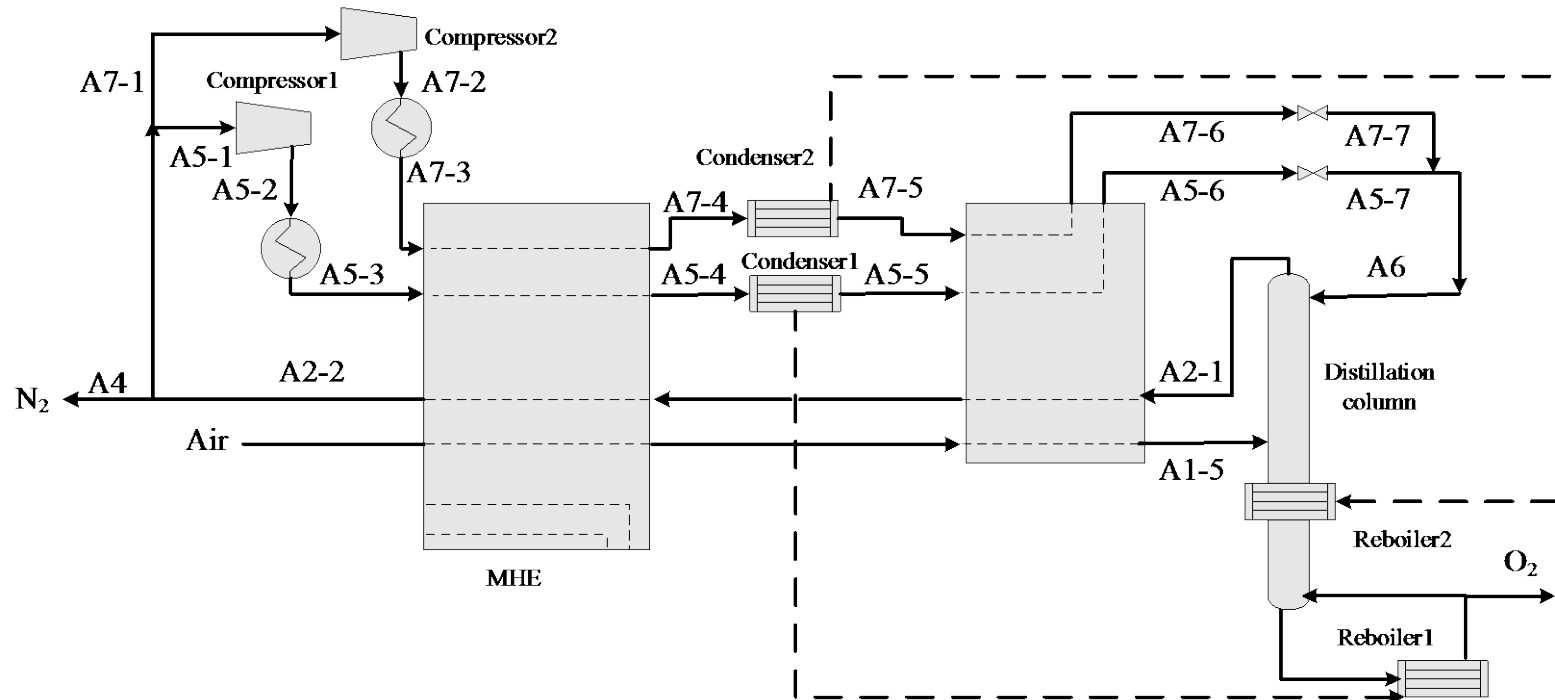 Compressor2
A7-1
Compressor1
A7-2
A5-1
A7-3
A5-2
A7-6
A7-7
Condenser2
A7-4
A7-5
A5-6
A5-7
Condenser1
A5-3
A5-4
A5-5
A6
N₂
A4
A2-2
A2-1
Distillation
column
Air
A1-5
Reboiler2
MHE
O₂
Reboiler1